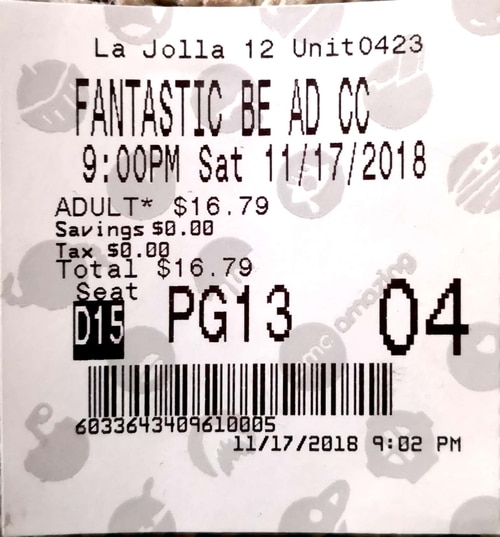 La Jolla 12 Unit0423
FANTASTIC BE AD CC
9:00PM Sat 11/17/2018
ADULT* $16.79
Savings $0.00
Tax $0.00
Total $16.79
Seat
D15 PG13 04
amc amazing
6033643409610005
11/17/2018 9:02 PM